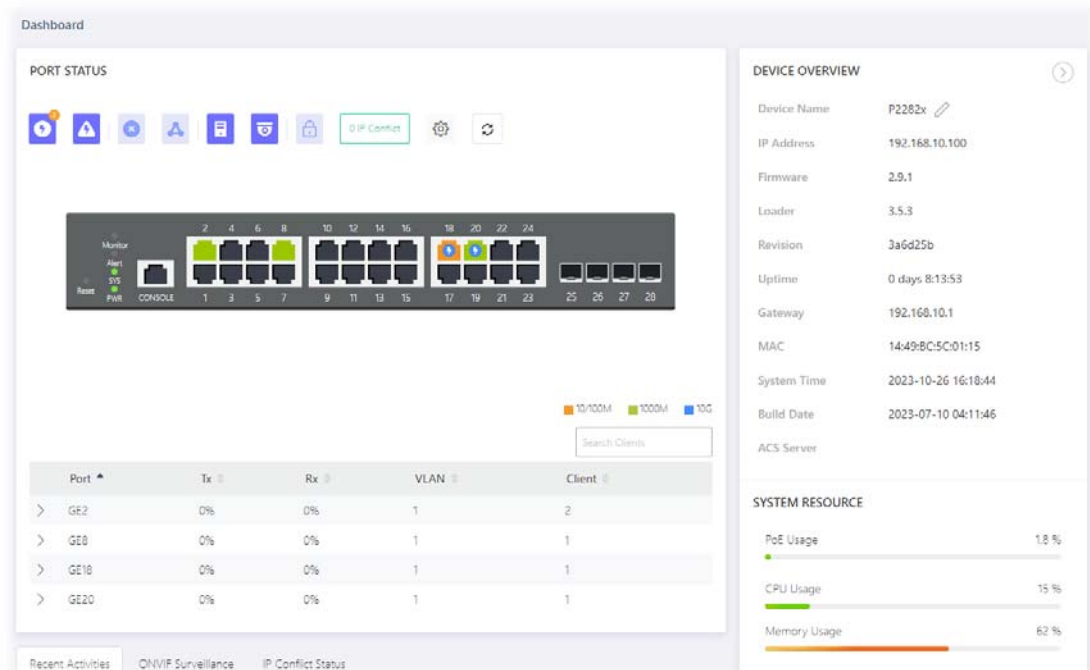 Dashboard
PORT STATUS
0 IP Conflict
2 4 6 8 10 12 14 16 18 20 22 24
Monitor
Alert
SYS
Reset PWR CONSOLE 1 3 5 7 9 11 13 15 17 19 21 23 25 26 27 28
10/100M 1000M 10G
Search Clients
Port Tx Rx VLAN Client
GE2 0% 0% 1 2
GE8 0% 0% 1 1
GE18 0% 0% 1 1
GE20 0% 0% 1 1
Recent Activities ONVIF Surveillance IP Conflict Status
DEVICE OVERVIEW
Device Name P2282x
IP Address 192.168.10.100
Firmware 2.9.1
Loader 3.5.3
Revision 3a6d25b
Uptime 0 days 8:13:53
Gateway 192.168.10.1
MAC 14:49:BC:5C:01:15
System Time 2023-10-26 16:18:44
Build Date 2023-07-10 04:11:46
ACS Server
SYSTEM RESOURCE
PoE Usage 1.8 %
CPU Usage 15 %
Memory Usage 62 %